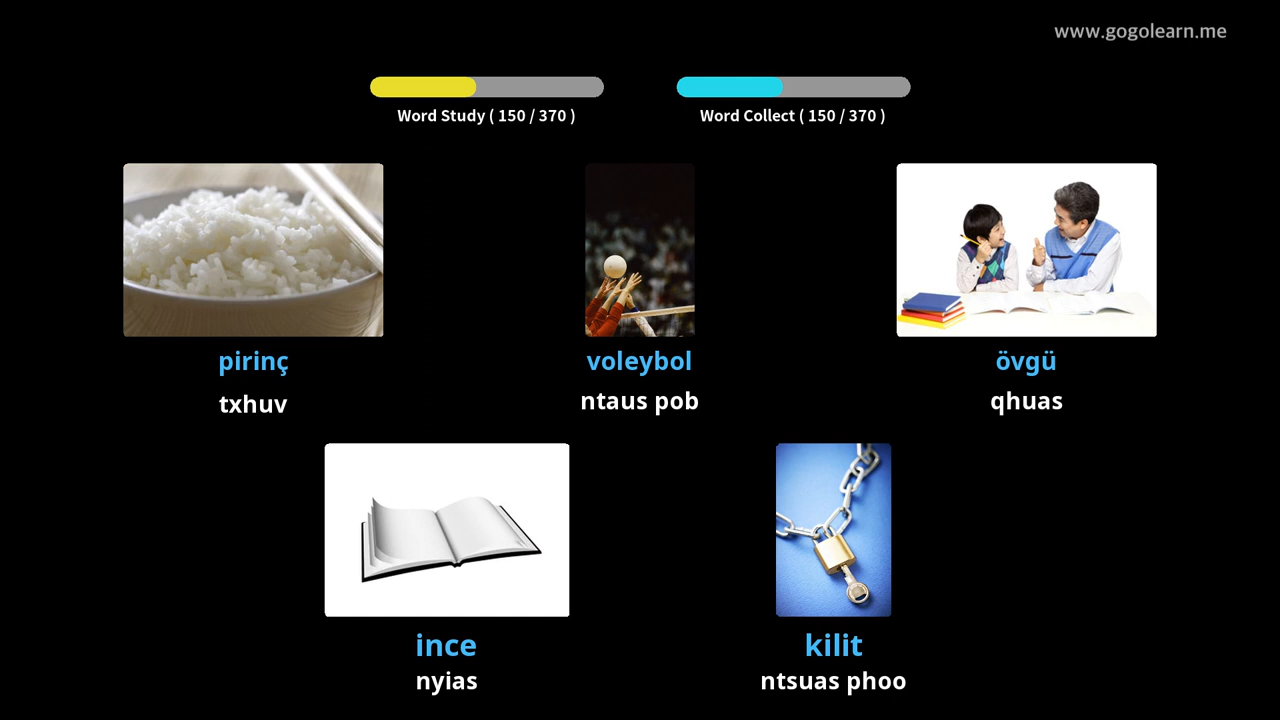 www.gogolearn.me
Word Study ( 150 / 370 )
Word Collect ( 150 / 370 )
pirinç
txhuv
voleybol
ntaus pob
övgü
qhuas
ince
nyias
kilit
ntsuas phoo